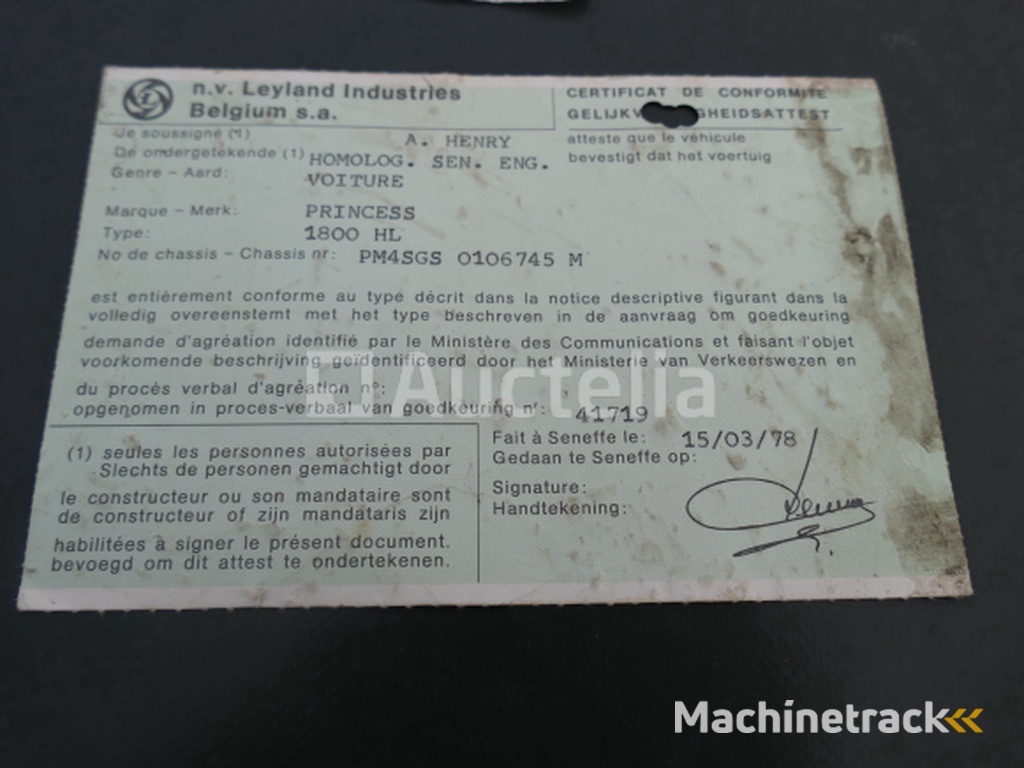 n.v. Leyland Industries
Belgium s.a.
CERTIFICAT DE CONFORMITE
GELIJKV GHEIDSATTEST
Je soussigné (1) A. HENRY
De ondergetekende (1) HOMOLOG. SEN. ENG.
atteste que le véhicule
bevestigt dat het voertuig
Genre - Aard: VOITURE
Marque - Merk: PRINCESS
Type: 1800 HL
No de chassis - Chassis nr: PM4SGS 0106745 M
est entièrement conforme au type décrit dans la notice descriptive figurant dans la
volledig overeenstemt met het type beschreven in de aanvraag om goedkeuring
demande d'agréation identifié par le Ministère des Communications et faisant l'objet
voorkomende beschrijving geïdentificeerd door het Ministerie van Verkeerswezen en
du procès verbal d'agréation n°:
opgenomen in proces-verbaal van goedkeuring nr: 41719
Auctelia
(1) seules les personnes autorisées par
Slechts de personen gemachtigt door
le constructeur ou son mandataire sont
de constructeur of zijn mandataris zijn
habilitées à signer le présent document.
bevoegd om dit attest te ondertekenen.
Fait à Seneffe le: 15/03/78
Gedaan te Seneffe op:
Signature:
Handtekening:
Machinetrack